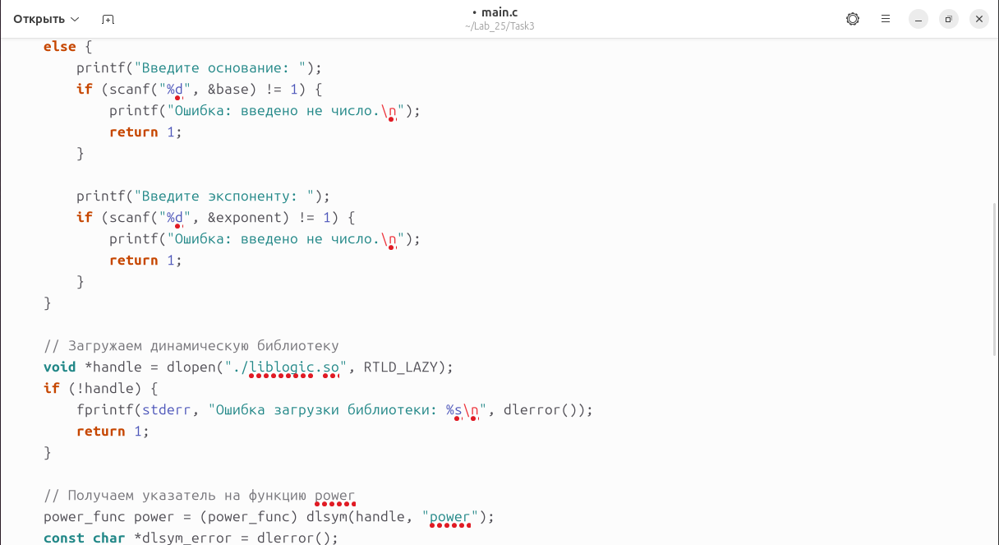 Открыть
• main.c
~/Lab_25/Task3
else {
printf("Введите основание: ");
if (scanf("%d", &base) != 1) {
printf("Ошибка: введено не число.\n");
return 1;
}
printf("Введите экспоненту: ");
if (scanf("%d", &exponent) != 1) {
printf("Ошибка: введено не число.\n");
return 1;
}
}
// Загружаем динамическую библиотеку
void *handle = dlopen("./liblogic.so", RTLD_LAZY);
if (!handle) {
fprintf(stderr, "Ошибка загрузки библиотеки: %s\n", dlerror());
return 1;
}
// Получаем указатель на функцию power
power_func power = (power_func) dlsym(handle, "power");
const char *dlsym_error = dlerror();